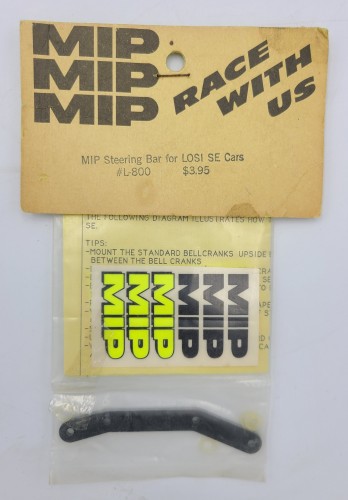 MIP
MIP
MIP
RACE
WITH
US
MIP Steering Bar for LOSI SE Cars
#L-800 $3.95
THE FOLLOWING DIAGRAM ILLUSTRATES HOW
SE.
TIPS:
-MOUNT THE STANDARD BELLCRANKS UPSIDE
BETWEEN THE BELL CRANKS
MIP MIP MIP MIP MIP MIP